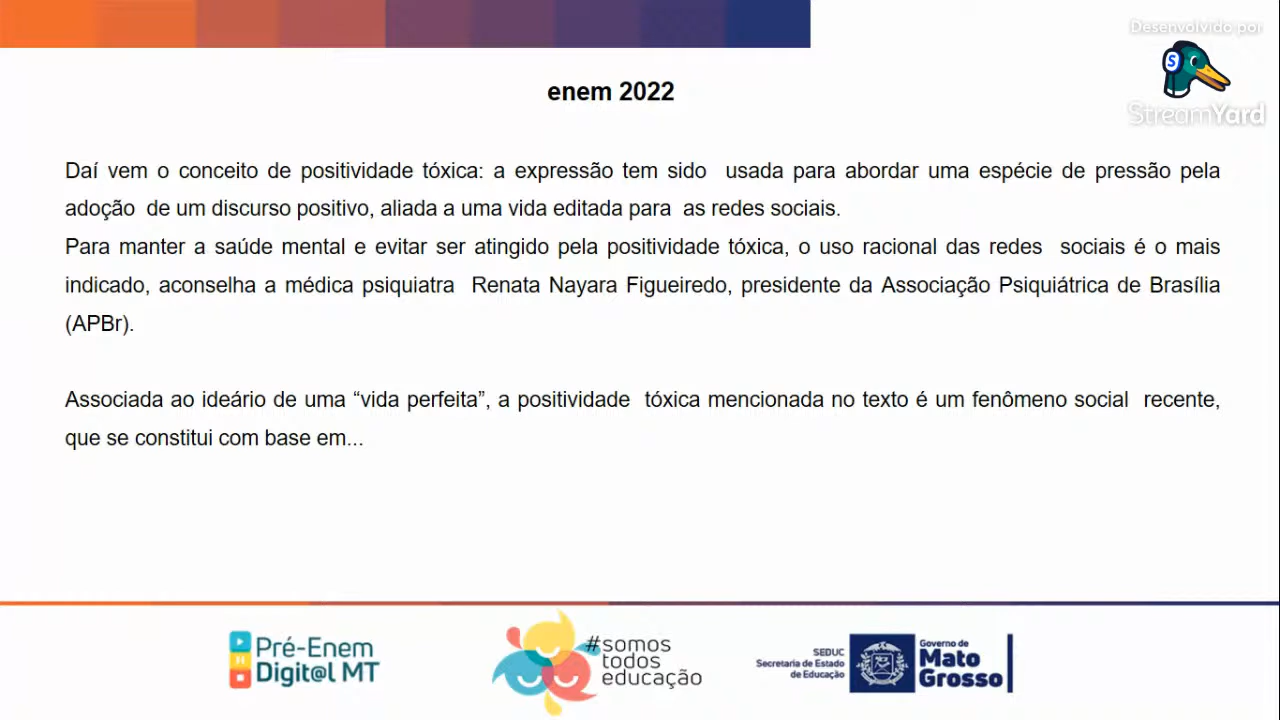 Desenvolvido por
S
StreamYard
enem 2022
Daí vem o conceito de positividade tóxica: a expressão tem sido usada para abordar uma espécie de pressão pela
adoção de um discurso positivo, aliada a uma vida editada para as redes sociais.
Para manter a saúde mental e evitar ser atingido pela positividade tóxica, o uso racional das redes sociais é o mais
indicado, aconselha a médica psiquiatra Renata Nayara Figueiredo, presidente da Associação Psiquiátrica de Brasília
(APBr).
Associada ao ideário de uma “vida perfeita”, a positividade tóxica mencionada no texto é um fenômeno social recente,
que se constitui com base em...
Pré-Enem
Digit@l MT
#somos
todos
educação
SEDUC
Secretaria de Estado
de Educação
Governo de
Mato
Grosso